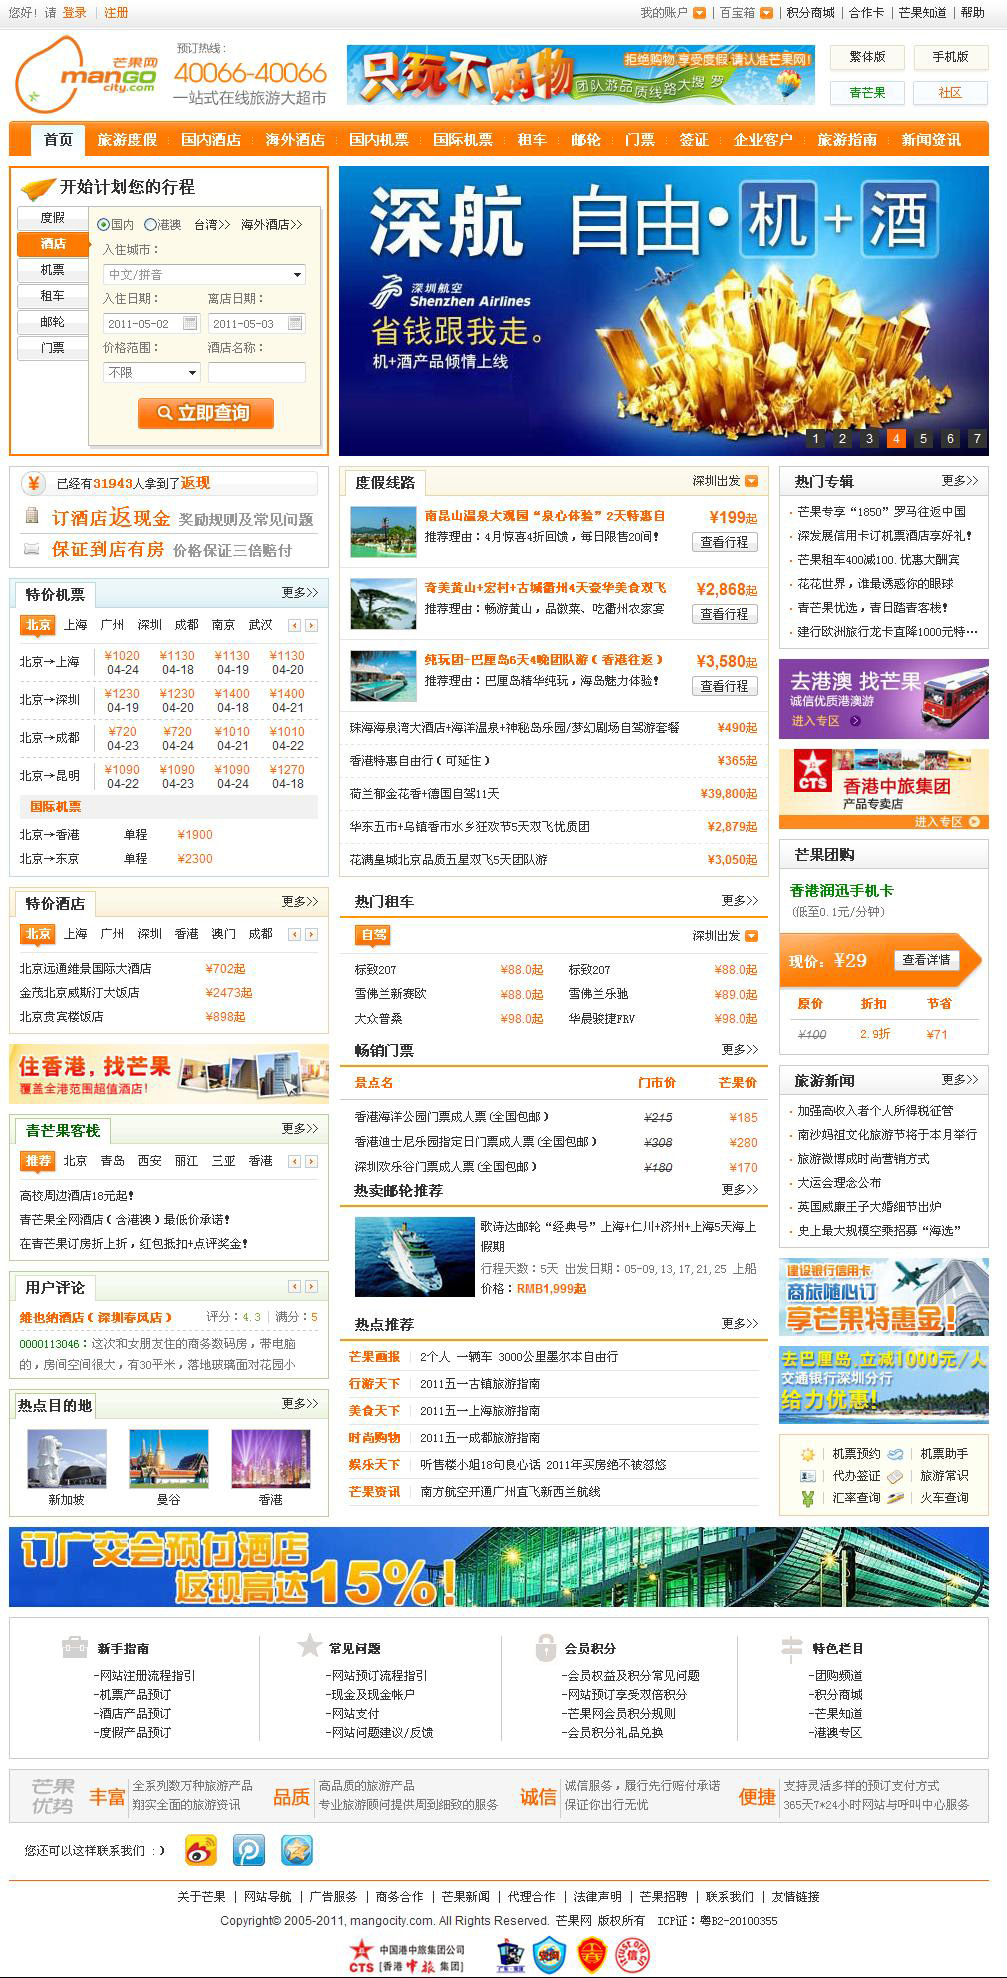 您好！请 登录 | 注册
我的账户 | 百宝箱 | 积分商城 | 合作卡 | 芒果知道 | 帮助
芒果网
mango
city.com
预订热线：
40066-40066
一站式在线旅游大超市
只玩不购物
拒绝购物 享受度假·请认准芒果网！
团队游品质线路大搜罗
繁体版
手机版
青芒果
社区
首页 旅游度假 国内酒店 海外酒店 国内机票 国际机票 租车 邮轮 门票 签证 企业客户 旅游指南 新闻资讯
开始计划您的行程
度假
酒店
机票
租车
邮轮
门票
国内 港澳 台湾>> 海外酒店>>
入住城市：
中文/拼音
入住日期： 离店日期：
2011-05-02 2011-05-03
价格范围： 酒店名称：
不限
立即查询
深航 自由·机+酒
深圳航空
Shenzhen Airlines
省钱跟我走。
机+酒产品倾情上线
1 2 3 4 5 6 7
¥ 已经有31943人拿到了返现
订酒店返现金 奖励规则及常见问题
保证到店有房 价格保证三倍赔付
特价机票 更多>>
北京 上海 广州 深圳 成都 南京 武汉
北京→上海 ¥1020 ¥1130 ¥1130 ¥1130
04-24 04-18 04-19 04-20
北京→深圳 ¥1230 ¥1230 ¥1400 ¥1400
04-19 04-20 04-18 04-21
北京→成都 ¥720 ¥720 ¥1010 ¥1010
04-23 04-24 04-21 04-22
北京→昆明 ¥1090 ¥1090 ¥1090 ¥1270
04-22 04-23 04-24 04-18
国际机票
北京→香港 单程 ¥1900
北京→东京 单程 ¥2300
特价酒店 更多>>
北京 上海 广州 深圳 香港 澳门 成都
北京远通维景国际大酒店 ¥702起
金茂北京威斯汀大饭店 ¥2473起
北京贵宾楼饭店 ¥898起
住香港，找芒果
覆盖全港范围超值酒店！
青芒果客栈 更多>>
推荐 北京 青岛 西安 丽江 三亚 香港
高校周边酒店18元起！
青芒果全网酒店（含港澳）最低价承诺！
在青芒果订房折上折，红包抵扣+点评奖金！
用户评论
维也纳酒店（深圳春风店） 评分：4.3 | 满分：5
0000113046：这次和女朋友住的商务数码房，带电脑
的，房间空间很大，有30平米，落地玻璃面对花园小
热点目的地 更多>>
新加坡 曼谷 香港
度假线路 深圳出发
南昆山温泉大观园“泉心体验”2天特惠自 ¥199起
推荐理由：4月惊喜4折回馈，每日限售20间！ 查看行程
奇美黄山+宏村+古城衢州4天豪华美食双飞 ¥2,868起
推荐理由：畅游黄山，品徽菜、吃衢州农家宴 查看行程
纯玩团-巴厘岛6天4晚团队游（香港往返） ¥3,580起
推荐理由：巴厘岛精华纯玩，海岛魅力体验！ 查看行程
珠海海泉湾大酒店+海洋温泉+神秘岛乐园/梦幻剧场自驾游套餐 ¥490起
香港特惠自由行（可延住） ¥365起
荷兰郁金花香+德国自驾11天 ¥39,800起
华东五市+乌镇香市水乡狂欢节5天双飞优质团 ¥2,879起
花满皇城北京品质五星双飞5天团队游 ¥3,050起
热门租车 更多>>
自驾 深圳出发
标致207 ¥88.0起 标致207 ¥88.0起
雪佛兰新赛欧 ¥88.0起 雪佛兰乐驰 ¥89.0起
大众普桑 ¥98.0起 华晨骏捷FRV ¥98.0起
畅销门票 更多>>
景点名 门市价 芒果价
香港海洋公园门票成人票(全国包邮) ¥215 ¥185
香港迪士尼乐园指定日门票成人票(全国包邮) ¥308 ¥280
深圳欢乐谷门票成人票(全国包邮) ¥180 ¥170
热卖邮轮推荐 更多>>
歌诗达邮轮“经典号”上海+仁川+济州+上海5天海上
假期
行程天数：5天 出发日期：05-09,13,17,21,25 上船
价格：RMB1,999起
热点推荐 更多>>
芒果画报 | 2个人 一辆车 3000公里墨尔本自由行
行游天下 | 2011五一古镇旅游指南
美食天下 | 2011五一上海旅游指南
时尚购物 | 2011五一成都旅游指南
娱乐天下 | 听售楼小姐18句良心话 2011年买房绝不被忽悠
芒果资讯 | 南方航空开通广州直飞新西兰航线
热门专辑 更多>>
芒果专享“1850”罗马往返中国
深发展信用卡订机票酒店享好礼！
芒果租车400减100.优惠大酬宾
花花世界，谁最诱惑你的眼球
青芒果优选，青日踏青客栈！
建行欧洲旅行龙卡直降1000元特…
去港澳 找芒果
诚信优质港澳游
进入专区
CTS
香港中旅集团
产品专卖店
进入专区
芒果团购
香港润迅手机卡
(低至0.1元/分钟)
现价：¥29 查看详情
原价 折扣 节省
¥100 2.9折 ¥71
旅游新闻 更多>>
加强高收入者个人所得税征管
南沙妈祖文化旅游节将于本月举行
旅游微博成时尚营销方式
大运会理念公布
英国威廉王子大婚细节出炉
史上最大规模空乘招募“海选”
建设银行信用卡
商旅随心订
享芒果特惠金！
去巴厘岛,立减1000元/人
交通银行深圳分行
给力优惠！
机票预约 机票助手
代办签证 旅游常识
汇率查询 火车查询
订广交会预付酒店
返现高达15%！
新手指南
-网站注册流程指引
-机票产品预订
-酒店产品预订
-度假产品预订
常见问题
-网站预订流程指引
-现金及现金帐户
-网站支付
-网站问题建议/反馈
会员积分
-会员权益及积分常见问题
-网站预订享受双倍积分
-芒果网会员积分规则
-会员积分礼品兑换
特色栏目
-团购频道
-积分商城
-芒果知道
-港澳专区
芒果优势
丰富 全系列数万种旅游产品
翔实全面的旅游资讯
品质 高品质的旅游产品
专业旅游顾问提供周到细致的服务
诚信 诚信服务，履行先行赔付承诺
保证你出行无忧
便捷 支持灵活多样的预订支付方式
365天7*24小时网站与呼叫中心服务
您还可以这样联系我们 :)
关于芒果 | 网站导航 | 广告服务 | 商务合作 | 芒果新闻 | 代理合作 | 法律声明 | 芒果招聘 | 联系我们 | 友情链接
Copyright© 2005-2011, mangocity.com. All Rights Reserved. 芒果网 版权所有 ICP证：粤B2-20100355
CTS 中国港中旅集团公司
[香港中旅集团]